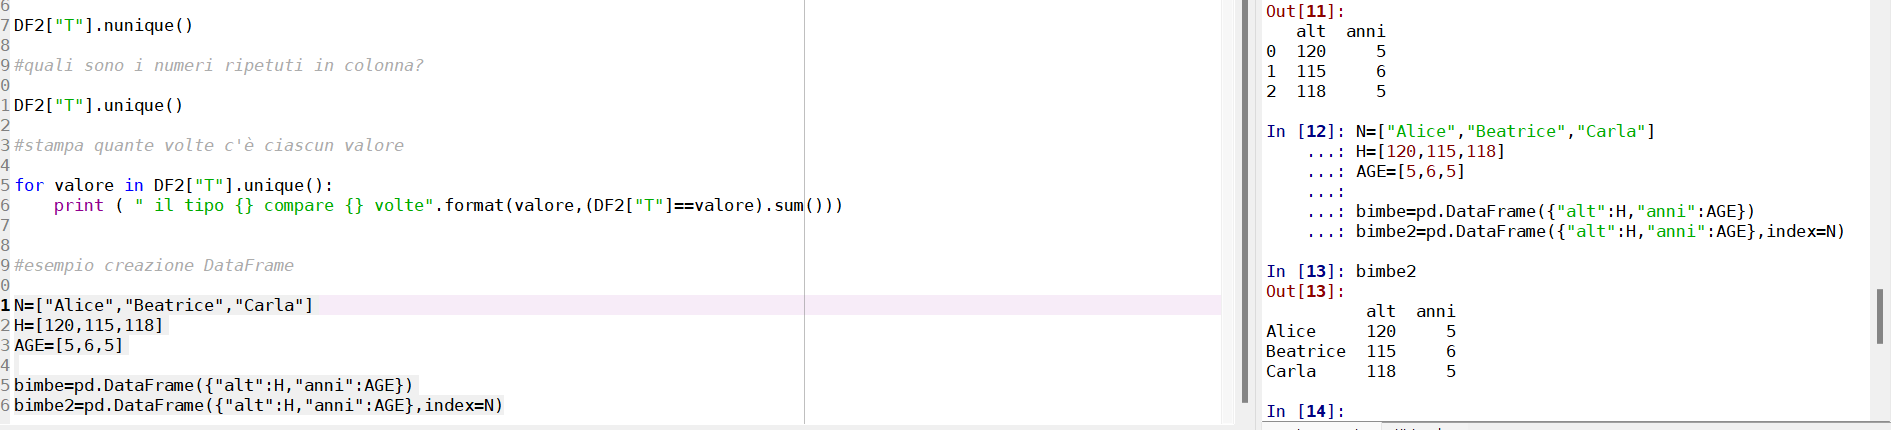 6
7 DF2["T"].nunique()
8
9 #quali sono i numeri ripetuti in colonna?
0
1 DF2["T"].unique()
2
3 #stampa quante volte c'è ciascun valore
4
5 for valore in DF2["T"].unique():
6     print ( " il tipo {} compare {} volte".format(valore,(DF2["T"]==valore).sum()))
7
8
9 #esempio creazione DataFrame
0
1 N=["Alice","Beatrice","Carla"]
2 H=[120,115,118]
3 AGE=[5,6,5]
4
5 bimbe=pd.DataFrame({"alt":H,"anni":AGE})
6 bimbe2=pd.DataFrame({"alt":H,"anni":AGE},index=N)
Out[11]:
   alt  anni
0  120     5
1  115     6
2  118     5
In [12]: N=["Alice","Beatrice","Carla"]
    ...: H=[120,115,118]
    ...: AGE=[5,6,5]
    ...:
    ...: bimbe=pd.DataFrame({"alt":H,"anni":AGE})
    ...: bimbe2=pd.DataFrame({"alt":H,"anni":AGE},index=N)
In [13]: bimbe2
Out[13]:
          alt  anni
Alice     120     5
Beatrice  115     6
Carla     118     5
In [14]: